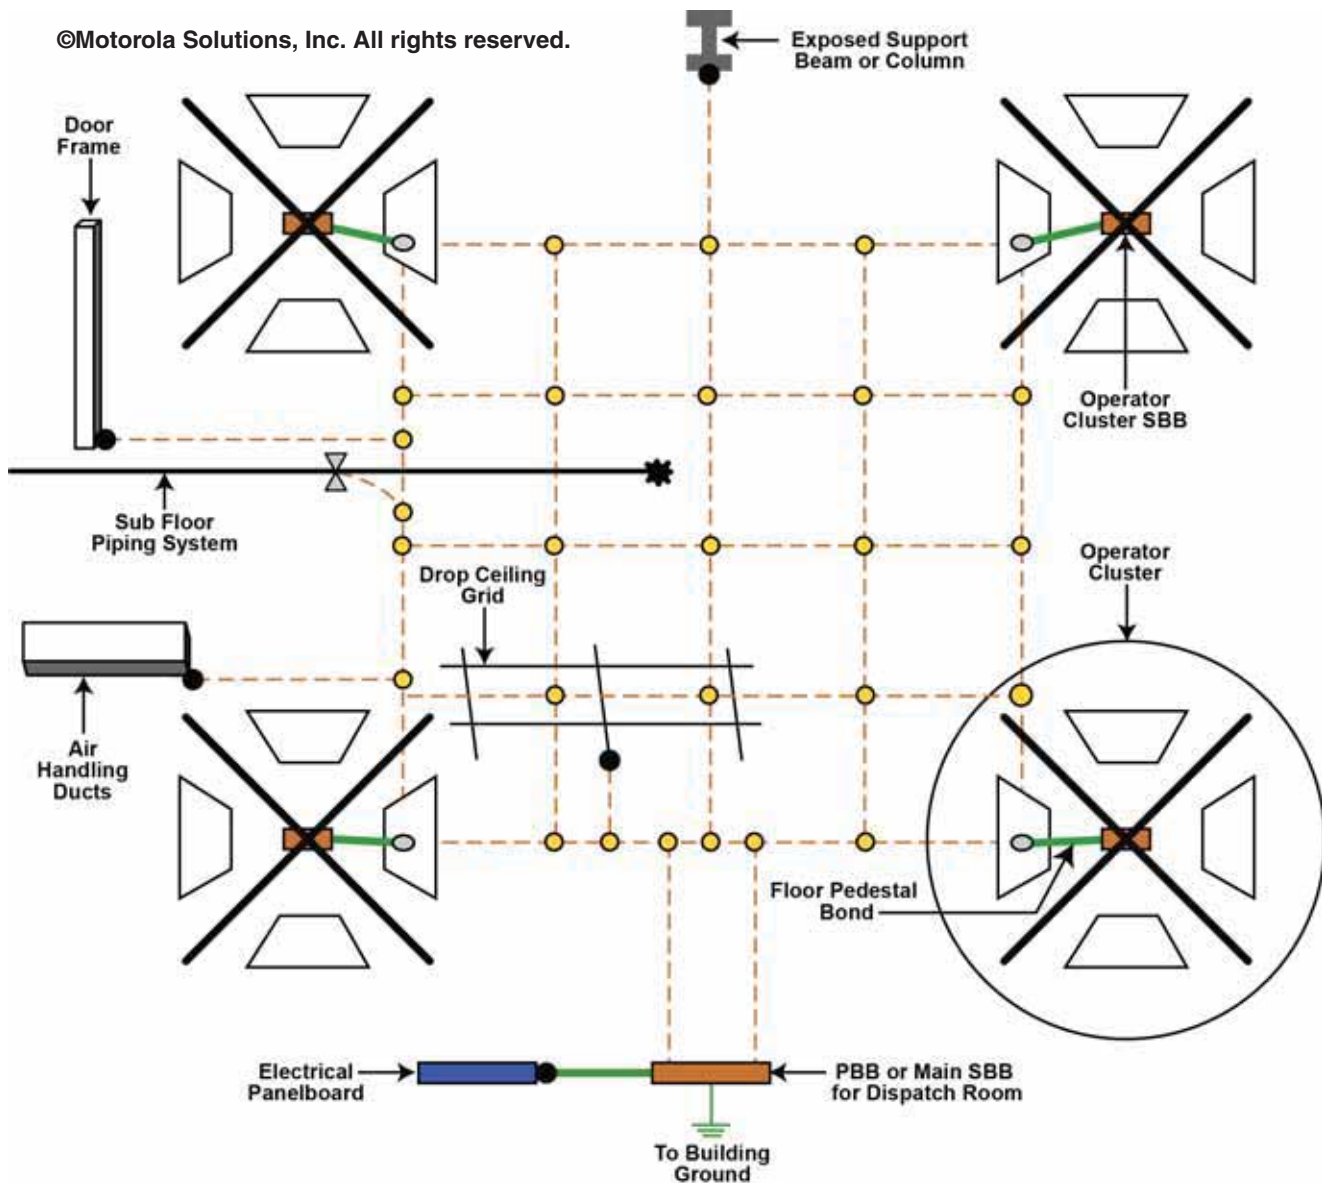 ©Motorola Solutions, Inc. All rights reserved.
Exposed Support
Beam or Column
Door
Frame
Operator
Cluster SBB
Sub Floor
Piping System
Operator
Cluster
Drop Ceiling
Grid
Air
Handling
Ducts
Floor Pedestal
Bond
Electrical
Panelboard
PBB or Main SBB
for Dispatch Room
To Building
Ground